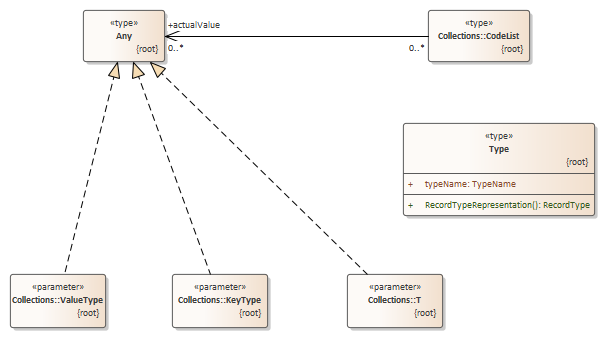 «type»
Any
{root}
+actualValue
0..*
0..*
«type»
Collections::CodeList
{root}
«type»
Type
{root}
+ typeName: TypeName
+ RecordTypeRepresentation(): RecordType
«parameter»
Collections::ValueType
{root}
«parameter»
Collections::KeyType
{root}
«parameter»
Collections::T
{root}